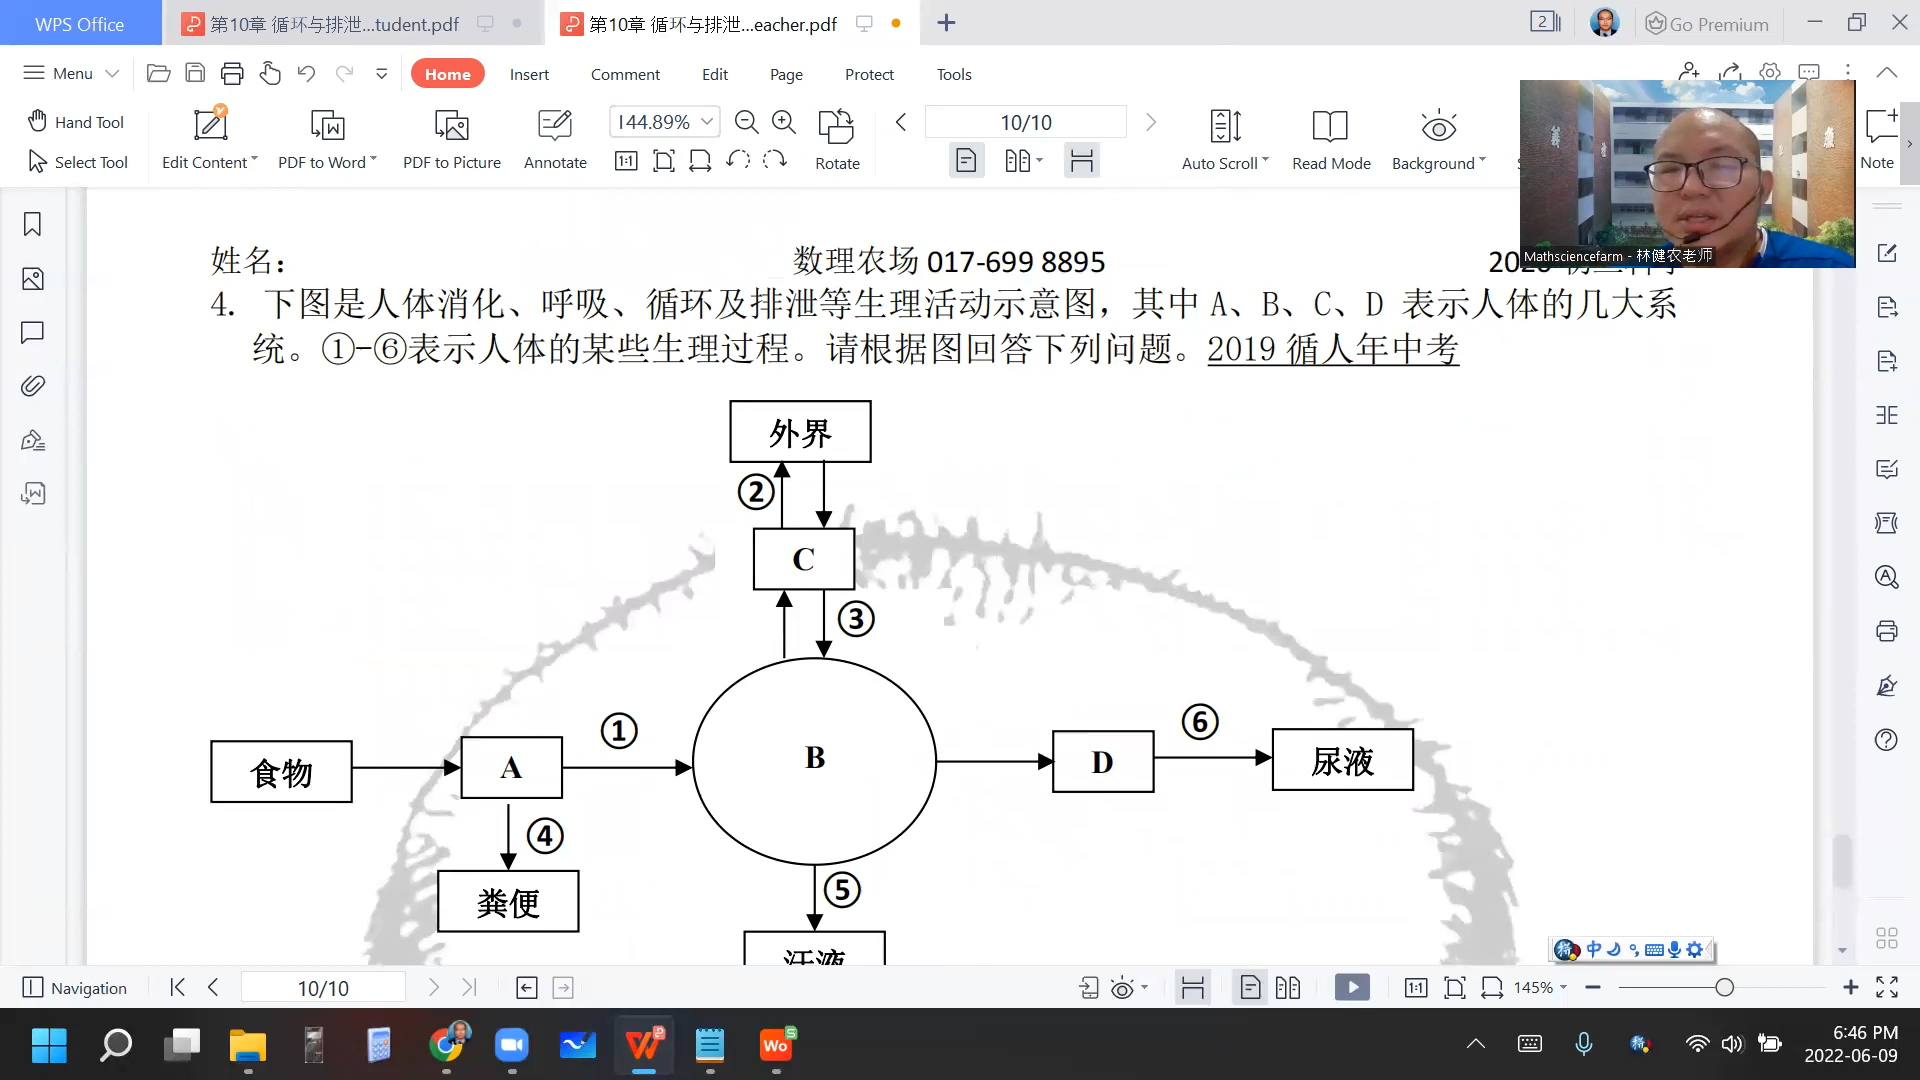 WPS Office
第10章 循环与排泄...tudent.pdf
第10章 循环与排泄...eacher.pdf
2
Go Premium
Menu
Home
Insert
Comment
Edit
Page
Protect
Tools
Hand Tool
Select Tool
Edit Content
PDF to Word
PDF to Picture
Annotate
144.89%
Rotate
10/10
Auto Scroll
Read Mode
Background
Note
Mathsciencefarm - 林健农老师
姓名：
数理农场 017-699 8895
4. 下图是人体消化、呼吸、循环及排泄等生理活动示意图，其中 A、B、C、D 表示人体的几大系
统。①-⑥表示人体的某些生理过程。请根据图回答下列问题。2019 循人年中考
外界
②
C
③
食物
A
①
B
D
⑥
尿液
④
粪便
⑤
汗液
中
Navigation
10/10
145%
Wo
6:46 PM
2022-06-09